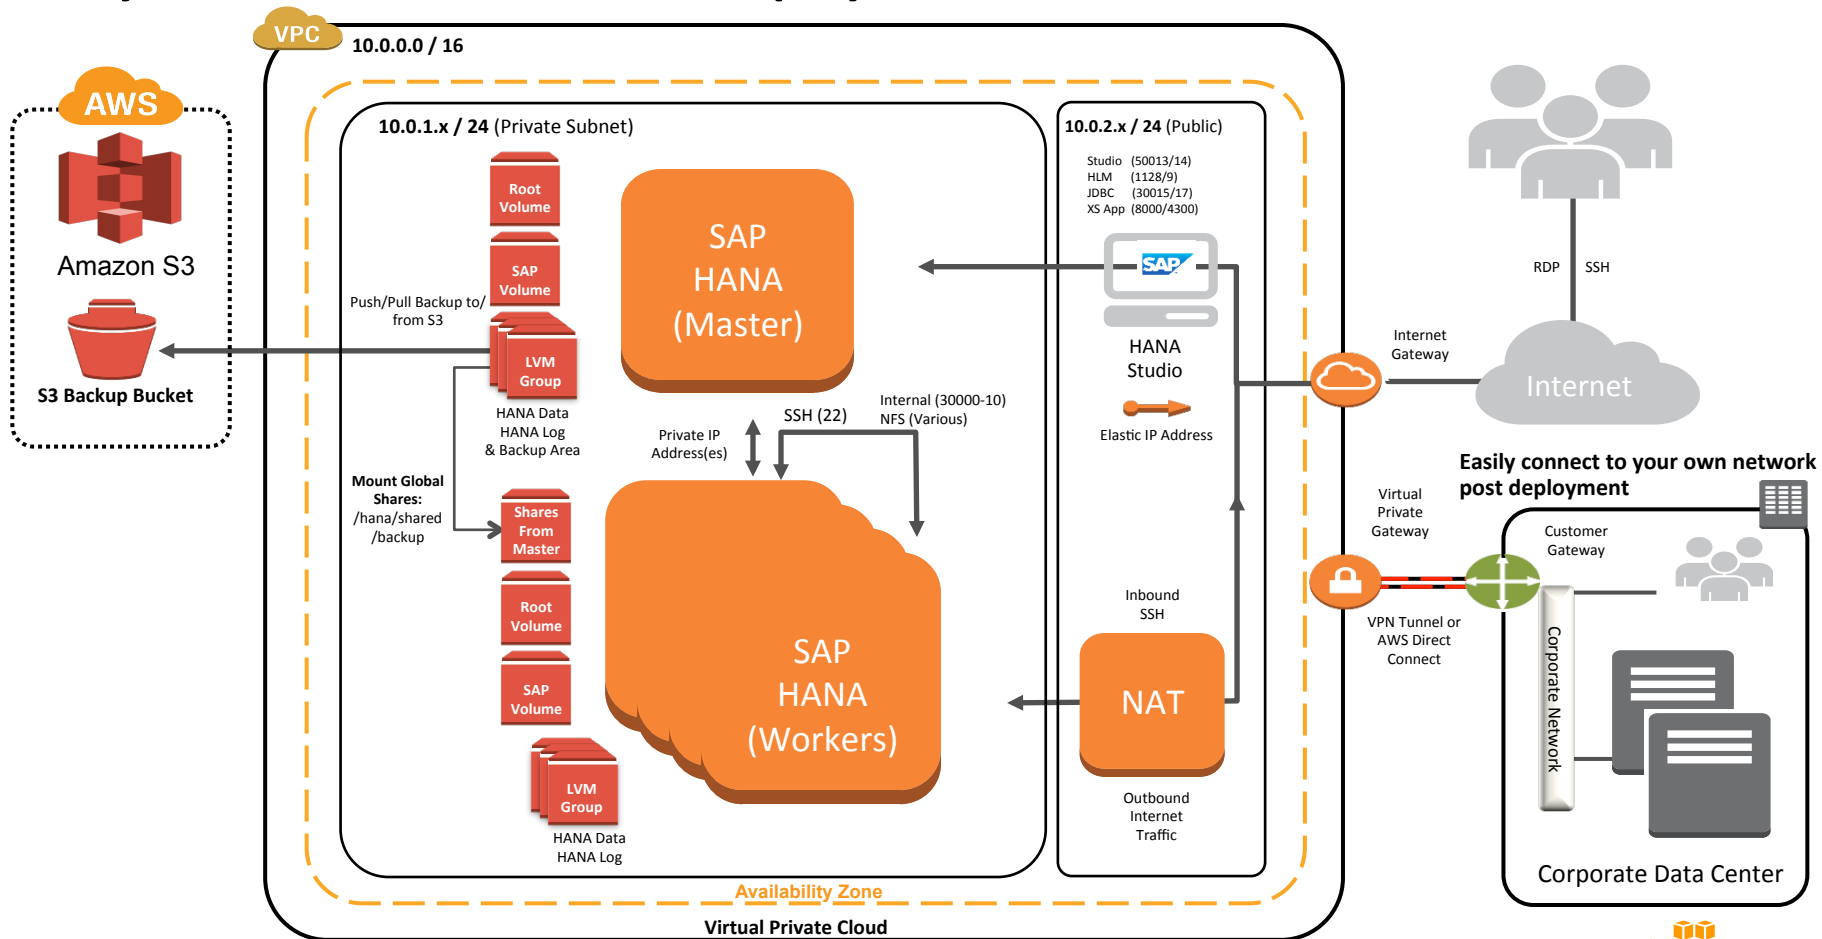 VPC
10.0.0.0 / 16
AWS
Amazon S3
S3 Backup Bucket
10.0.1.x / 24 (Private Subnet)
Root
Volume
SAP
Volume
Push/Pull Backup to/
from S3
LVM
Group
HANA Data
HANA Log
& Backup Area
Mount Global
Shares:
/hana/shared
/backup
Shares
From
Master
Root
Volume
SAP
Volume
LVM
Group
HANA Data
HANA Log
SAP
HANA
(Master)
Private IP
Address(es)
SSH (22)
Internal (30000-10)
NFS (Various)
SAP
HANA
(Workers)
10.0.2.x / 24 (Public)
Studio (50013/14)
HLM (1128/9)
JDBC (30015/17)
XS App (8000/4300)
SAP
HANA
Studio
Elastic IP Address
Inbound
SSH
NAT
Outbound
Internet
Traffic
Availability Zone
Virtual Private Cloud
RDP
SSH
Internet
Gateway
Internet
Easily connect to your own network
post deployment
Virtual
Private
Gateway
Customer
Gateway
VPN Tunnel or
AWS Direct
Connect
Corporate Network
Corporate Data Center